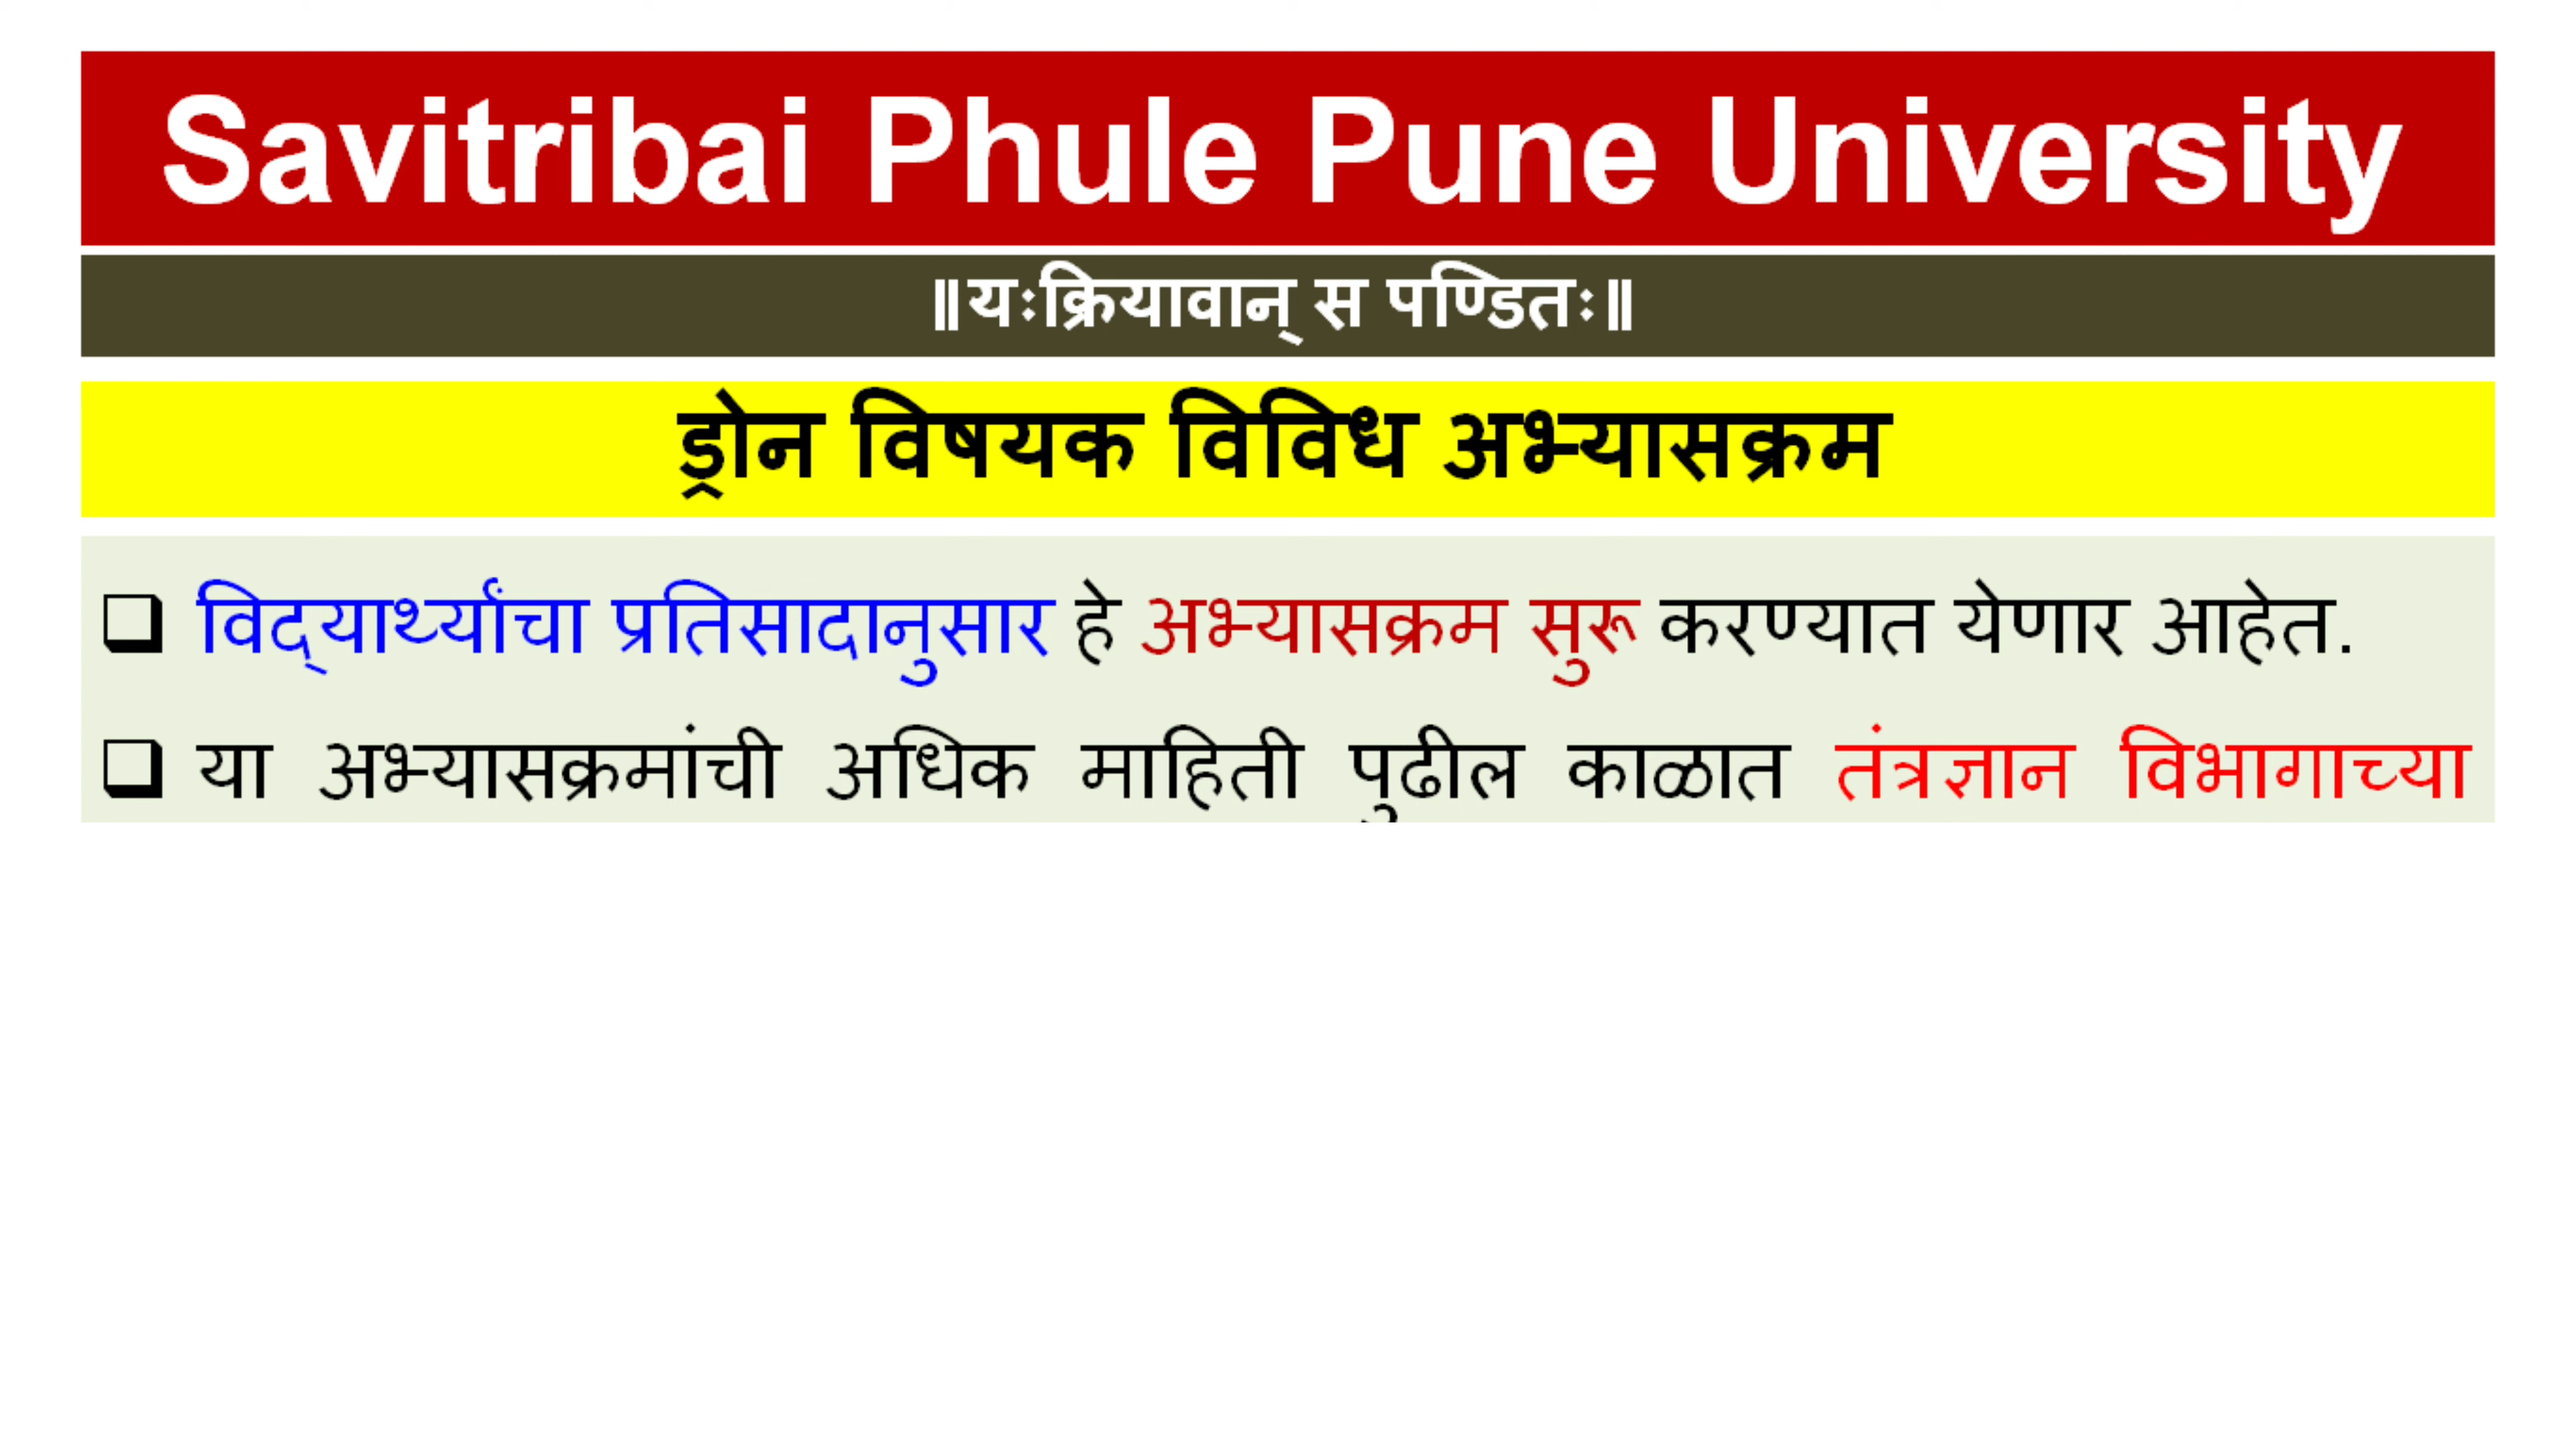 Savitribai Phule Pune University
॥यःक्रियावान् स पण्डितः॥
ड्रोन विषयक विविध अभ्यासक्रम
❑ विद्‌यार्थ्यांचा प्रतिसादानुसार हे अभ्यासक्रम सुरू करण्यात येणार आहेत.
❑ या अभ्यासक्रमांची अधिक माहिती पुढील काळात तंत्रज्ञान विभागाच्या